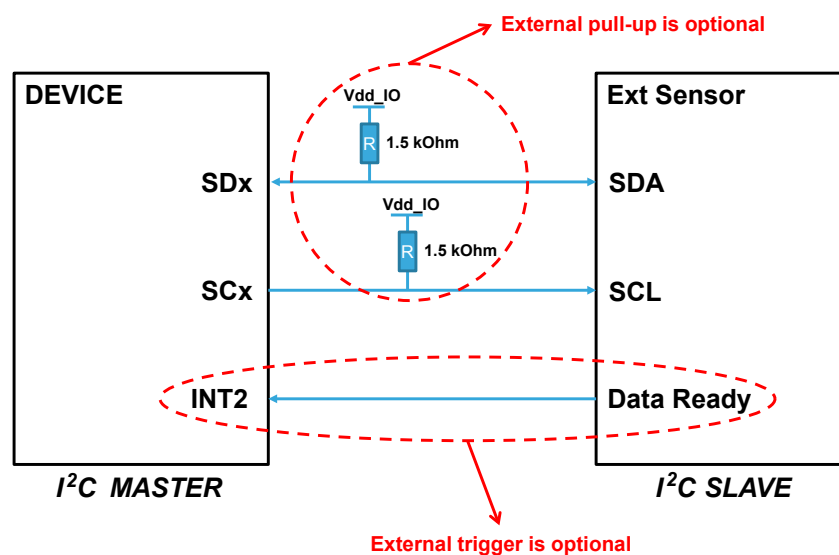 External pull-up is optional
DEVICE
Ext Sensor
Vdd_IO
R
1.5 kOhm
SDx
SDA
Vdd_IO
R
1.5 kOhm
SCx
SCL
INT2
Data Ready
I²C MASTER
I²C SLAVE
External trigger is optional